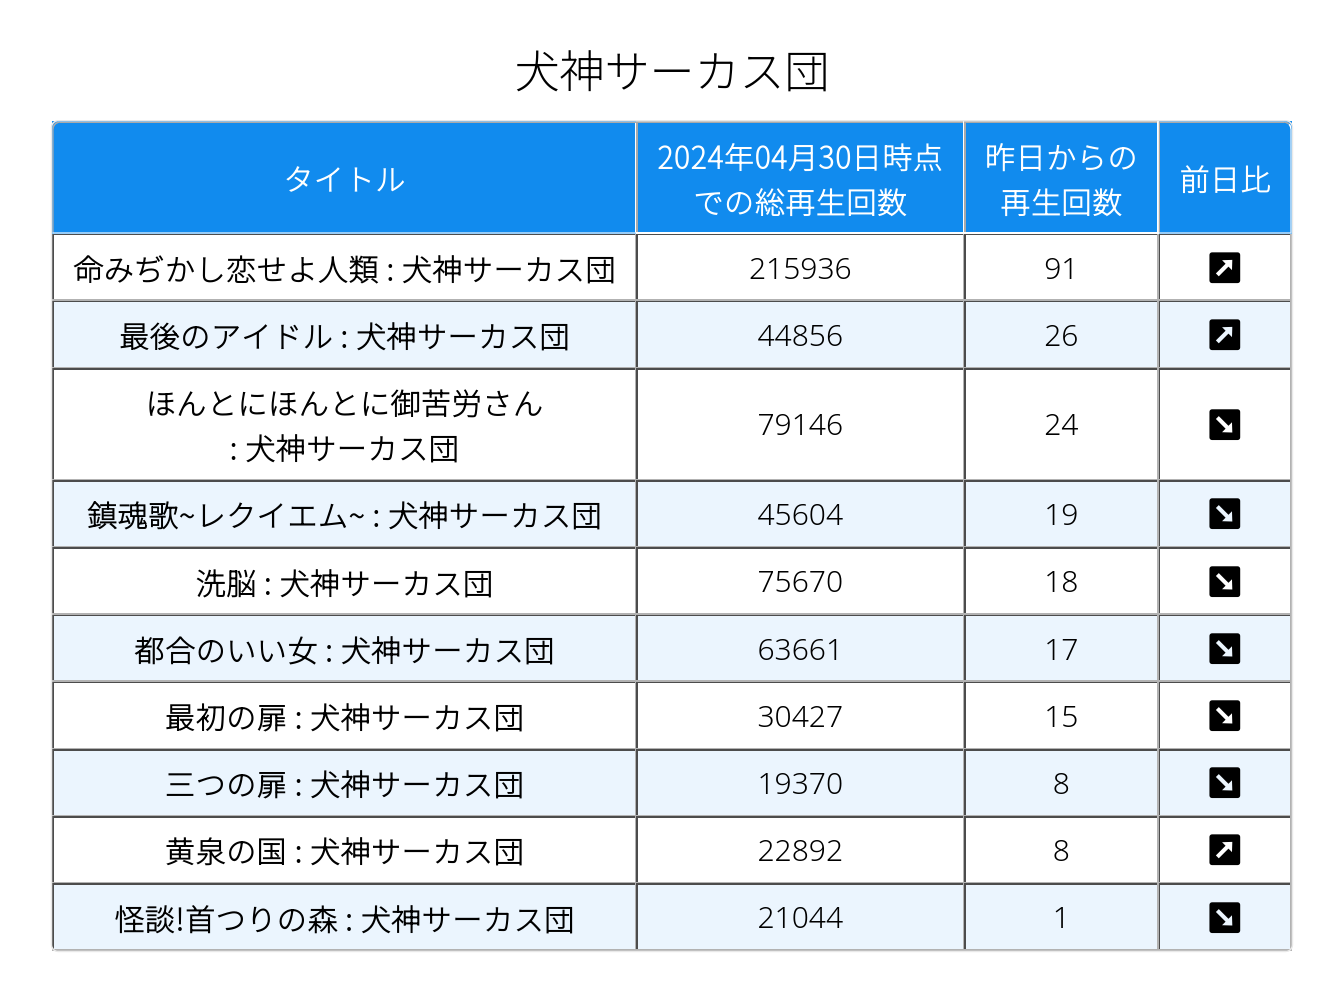 犬神サーカス団
タイトル
2024年04月30日時点
での総再生回数
昨日からの
再生回数
前日比
命みぢかし恋せよ人類 : 犬神サーカス団 215936 91 ↗
最後のアイドル : 犬神サーカス団 44856 26 ↗
ほんとにほんとに御苦労さん
: 犬神サーカス団 79146 24 ↘
鎮魂歌~レクイエム~ : 犬神サーカス団 45604 19 ↘
洗脳 : 犬神サーカス団 75670 18 ↘
都合のいい女 : 犬神サーカス団 63661 17 ↘
最初の扉 : 犬神サーカス団 30427 15 ↘
三つの扉 : 犬神サーカス団 19370 8 ↘
黄泉の国 : 犬神サーカス団 22892 8 ↗
怪談!首つりの森 : 犬神サーカス団 21044 1 ↘